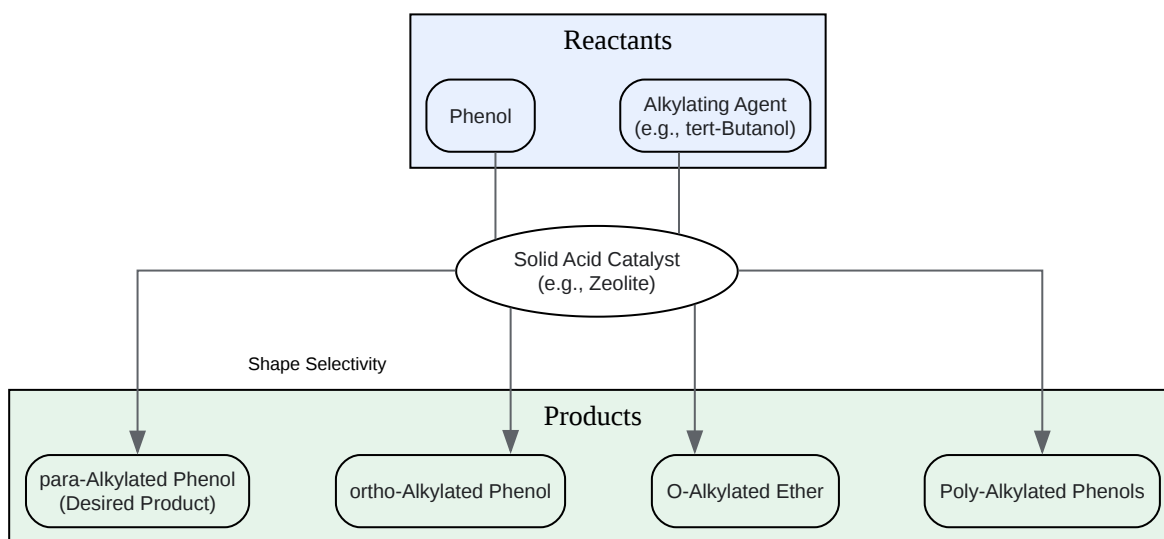 Reactants
Phenol
Alkylating Agent
(e.g., tert-Butanol)
Solid Acid Catalyst
(e.g., Zeolite)
Shape Selectivity
Products
para-Alkylated Phenol
(Desired Product)
ortho-Alkylated Phenol
O-Alkylated Ether
Poly-Alkylated Phenols